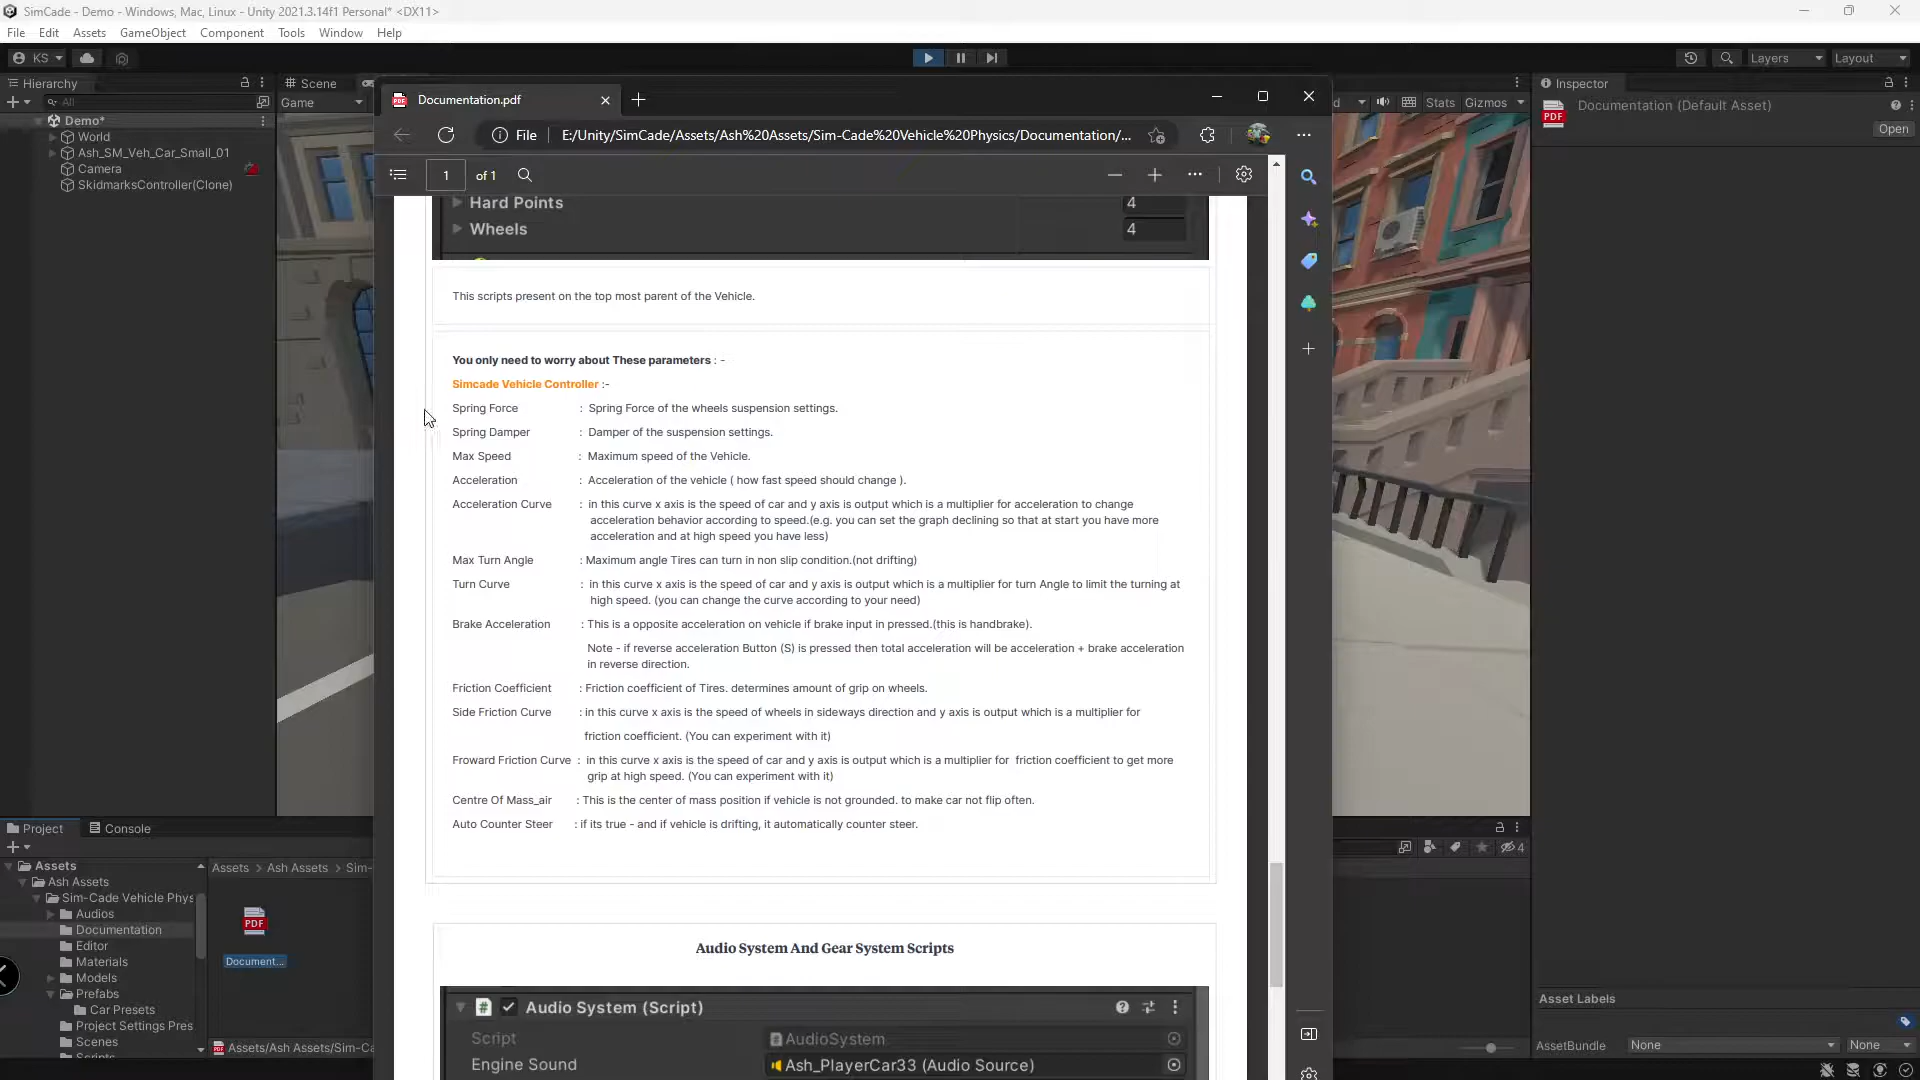 SimCade - Demo - Windows, Mac, Linux - Unity 2021.3.14f1 Personal* <DX11>
File Edit Assets GameObject Component Tools Window Help
KS
Layers
Layout
Hierarchy
Scene
Inspector
All
Game
Stats
Gizmos
Demo*
World
Ash_SM_Veh_Car_Small_01
Camera
SkidmarksController(Clone)
Documentation (Default Asset)
Open
Documentation.pdf
File
E:/Unity/SimCade/Assets/Ash%20Assets/Sim-Cade%20Vehicle%20Physics/Documentation/...
1 of 1
Hard Points 4
Wheels 4
This scripts present on the top most parent of the Vehicle.
You only need to worry about These parameters : -
Simcade Vehicle Controller :-
Spring Force : Spring Force of the wheels suspension settings.
Spring Damper : Damper of the suspension settings.
Max Speed : Maximum speed of the Vehicle.
Acceleration : Acceleration of the vehicle ( how fast speed should change ).
Acceleration Curve : in this curve x axis is the speed of car and y axis is output which is a multiplier for acceleration to change
acceleration behavior according to speed.(e.g. you can set the graph declining so that at start you have more
acceleration and at high speed you have less)
Max Turn Angle : Maximum angle Tires can turn in non slip condition.(not drifting)
Turn Curve : in this curve x axis is the speed of car and y axis is output which is a multiplier for turn Angle to limit the turning at
high speed. (you can change the curve according to your need)
Brake Acceleration : This is a opposite acceleration on vehicle if brake input in pressed.(this is handbrake).
Note - if reverse acceleration Button (S) is pressed then total acceleration will be acceleration + brake acceleration
in reverse direction.
Friction Coefficient : Friction coefficient of Tires. determines amount of grip on wheels.
Side Friction Curve : in this curve x axis is the speed of wheels in sideways direction and y axis is output which is a multiplier for
friction coefficient. (You can experiment with it)
Froward Friction Curve : in this curve x axis is the speed of car and y axis is output which is a multiplier for friction coefficient to get more
grip at high speed. (You can experiment with it)
Centre Of Mass_air : This is the center of mass position if vehicle is not grounded. to make car not flip often.
Auto Counter Steer : if its true - and if vehicle is drifting, it automatically counter steer.
Audio System And Gear System Scripts
Audio System (Script)
Script AudioSystem
Engine Sound Ash_PlayerCar33 (Audio Source)
Project
Console
Assets
Ash Assets
Sim-Cade Vehicle Phys
Audios
Documentation
Editor
Materials
Models
Prefabs
Car Presets
Project Settings Pres
Scenes
Assets > Ash Assets > Sim-
PDF
Document...
Assets/Ash Assets/Sim-Ca
4
Asset Labels
AssetBundle None None